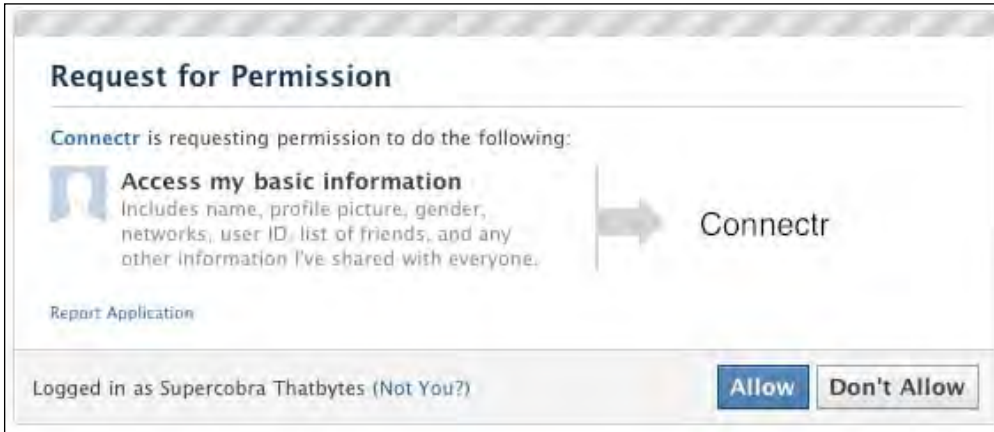 Request for Permission
Connectr is requesting permission to do the following:
Access my basic information
Includes name, profile picture, gender,
networks, user ID, list of friends, and any
other information I've shared with everyone.
Connectr
Report Application
Logged in as Supercobra Thatbytes (Not You?)
Allow
Don't Allow